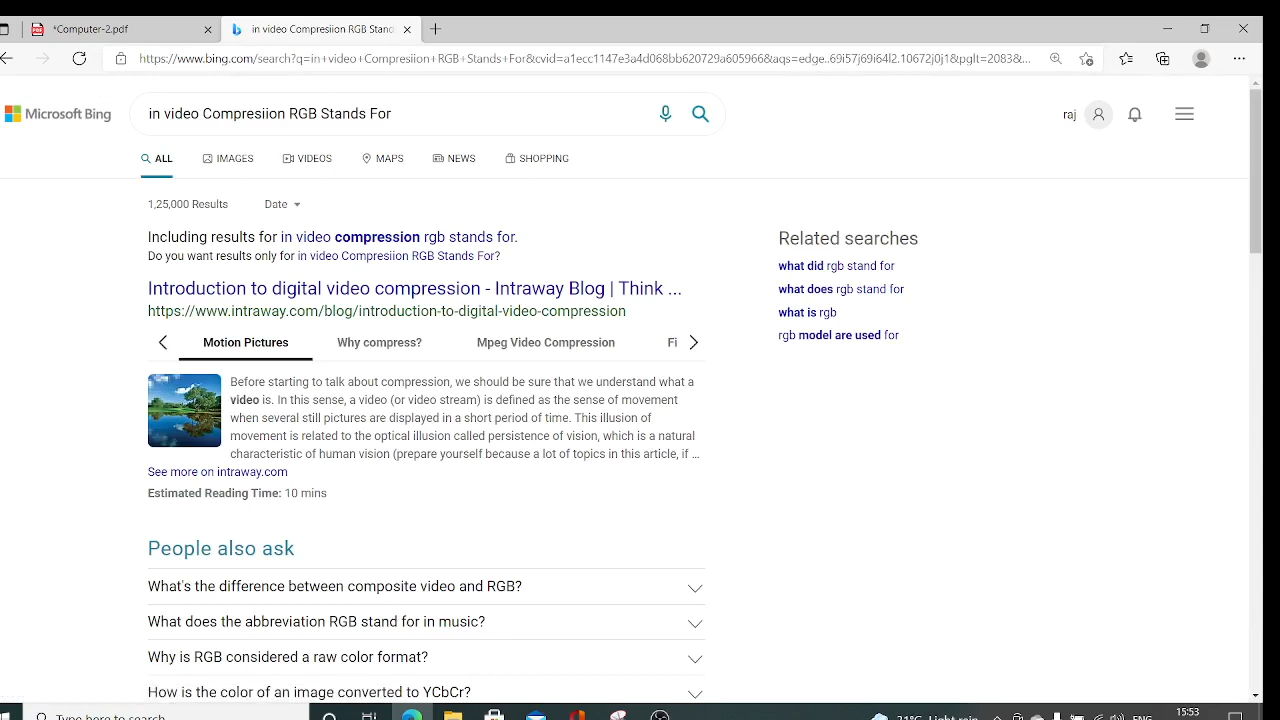 *Computer-2.pdf
in video Compresiion RGB Stand
https://www.bing.com/search?q=in+video+Compresiion+RGB+Stands+For&cvid=a1ecc1147e3a4d068bb620729a6059668&aqs=edge..69i57j69i64l2.10672j0j1&pglt=2083&...
Microsoft Bing
in video Compresiion RGB Stands For
raj
ALL
IMAGES
VIDEOS
MAPS
NEWS
SHOPPING
1,25,000 Results
Date
Including results for in video compression rgb stands for.
Do you want results only for in video Compresiion RGB Stands For?
Introduction to digital video compression - Intraway Blog | Think ...
https://www.intraway.com/blog/introduction-to-digital-video-compression
Motion Pictures
Why compress?
Mpeg Video Compression
Fi
Before starting to talk about compression, we should be sure that we understand what a
video is. In this sense, a video (or video stream) is defined as the sense of movement
when several still pictures are displayed in a short period of time. This illusion of
movement is related to the optical illusion called persistence of vision, which is a natural
characteristic of human vision (prepare yourself because a lot of topics in this article, if ...
See more on intraway.com
Estimated Reading Time: 10 mins
People also ask
What's the difference between composite video and RGB?
What does the abbreviation RGB stand for in music?
Why is RGB considered a raw color format?
How is the color of an image converted to YCbCr?
Related searches
what did rgb stand for
what does rgb stand for
what is rgb
rgb model are used for
Type here to search
21°C Light rain
ENG
15:53